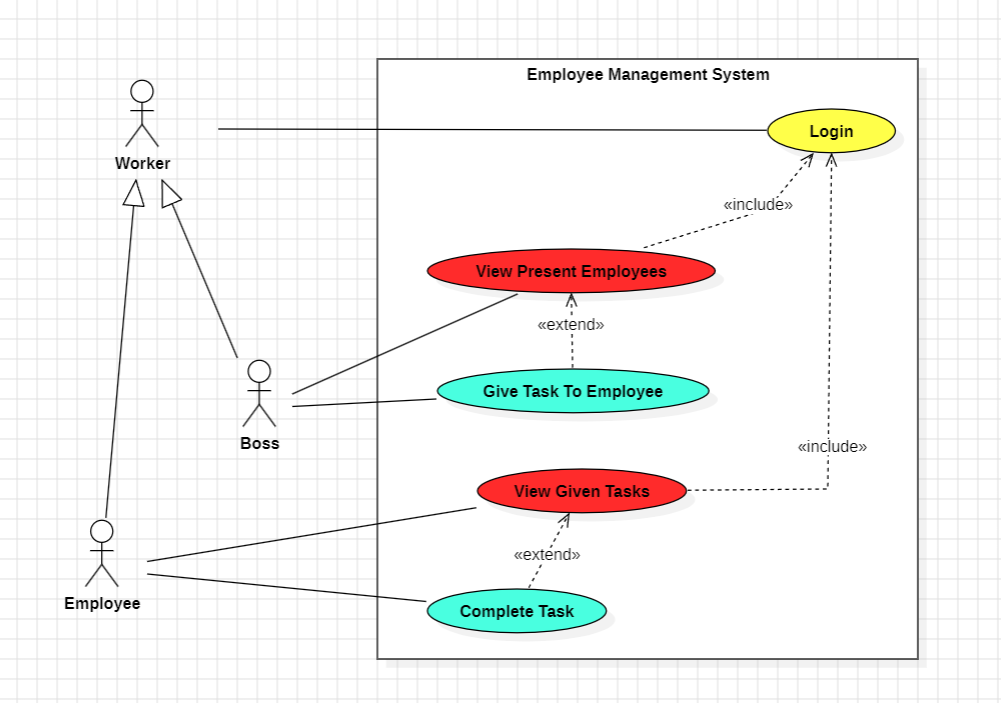 Employee Management System
Worker
Login
«include»
View Present Employees
«extend»
Give Task To Employee
Boss
«include»
View Given Tasks
«extend»
Employee
Complete Task